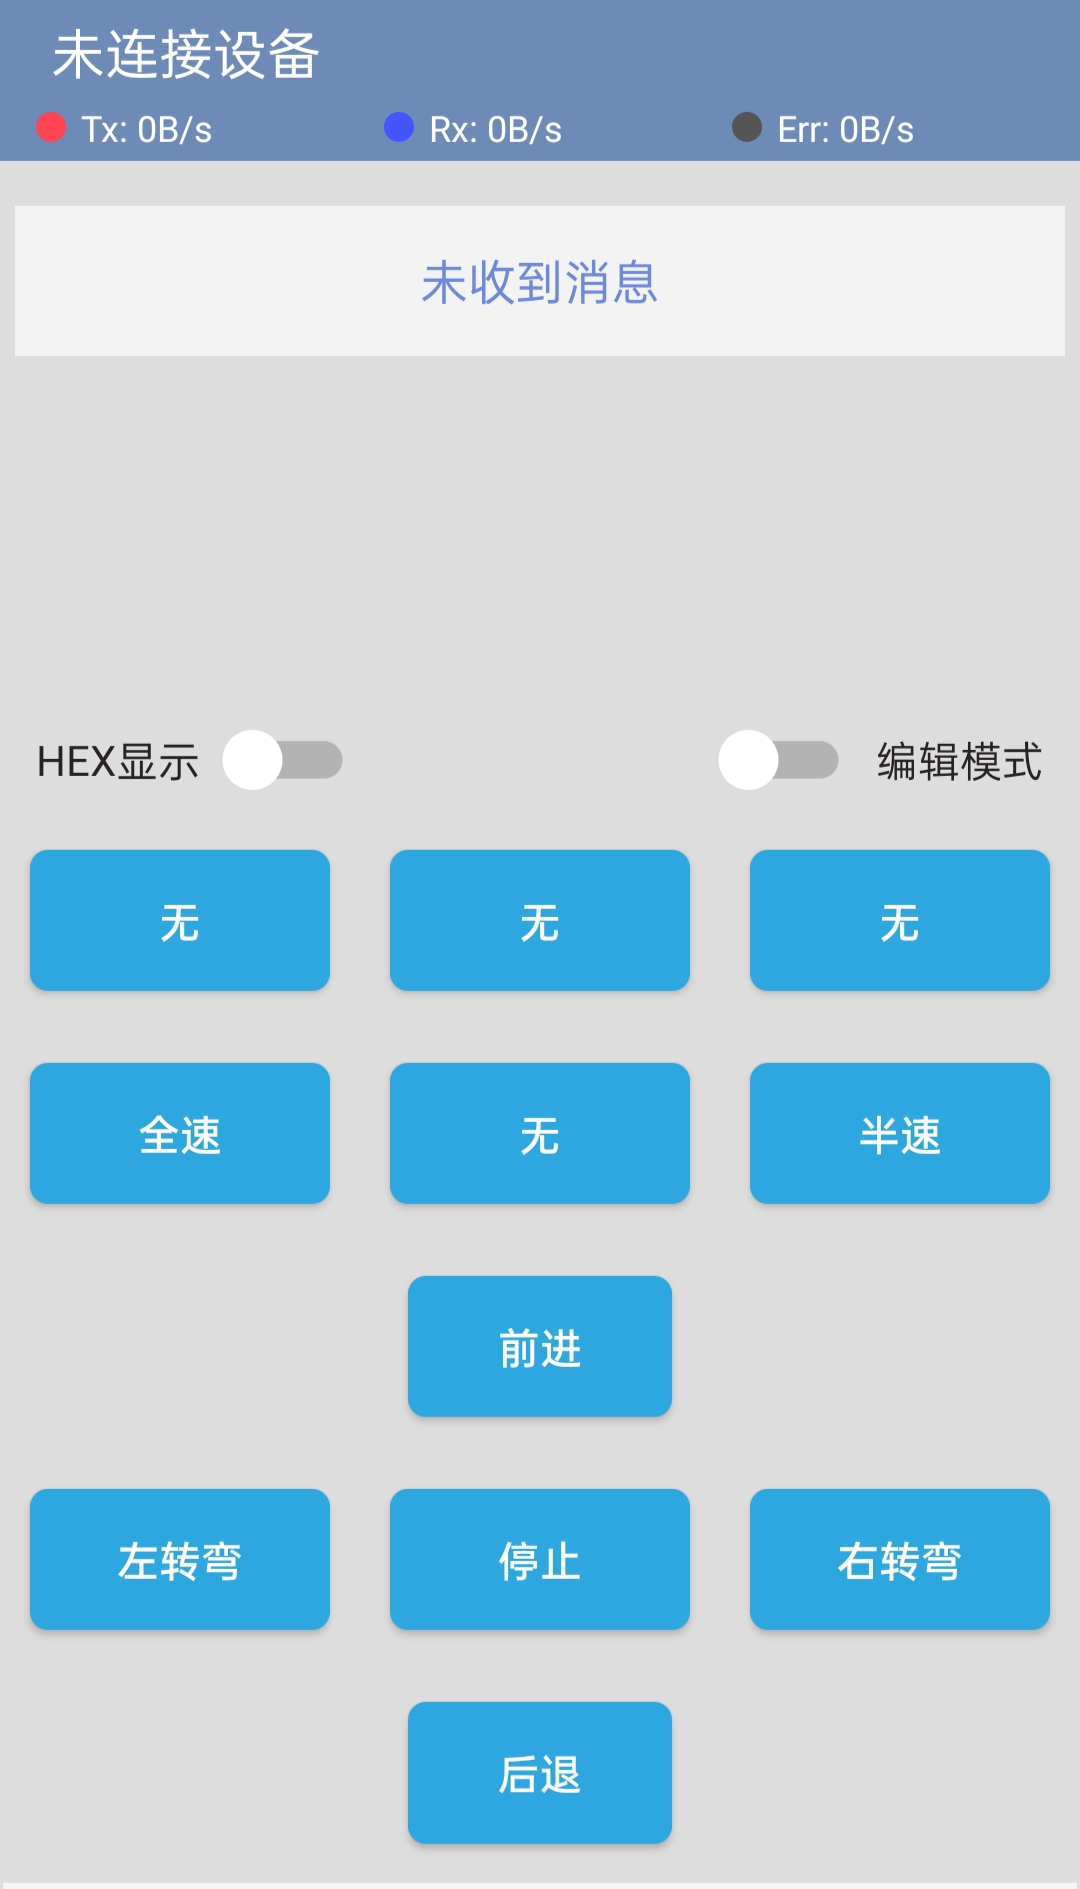 未连接设备
Tx: 0B/s Rx: 0B/s Err: 0B/s
未收到消息
HEX显示 编辑模式
无 无 无
全速 无 半速
前进
左转弯 停止 右转弯
后退